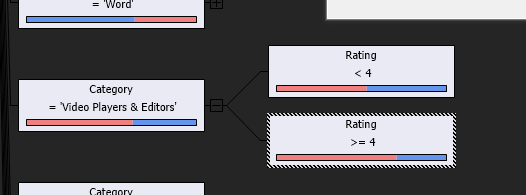 = 'Word'
Category
= 'Video Players & Editors'
Rating
< 4
Rating
>= 4
Category